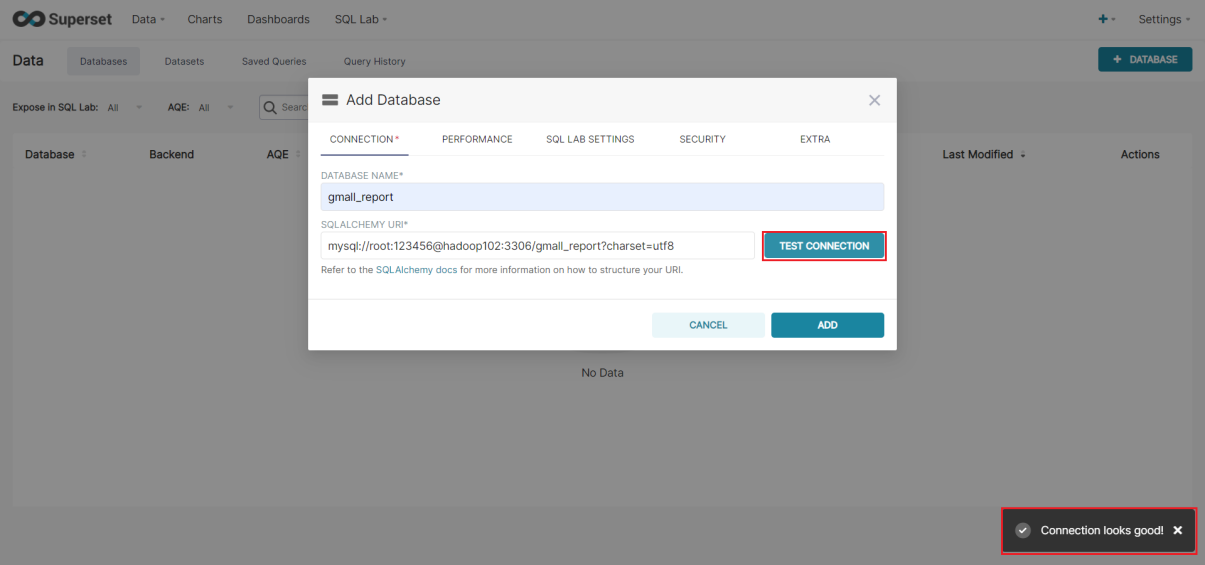 Superset Data Charts Dashboards SQL Lab + Settings
Data Databases Datasets Saved Queries Query History + DATABASE
Expose in SQL Lab: All AQE: All Searc
Add Database
CONNECTION * PERFORMANCE SQL LAB SETTINGS SECURITY EXTRA
Database Backend AQE Last Modified Actions
DATABASE NAME*
gmall_report
SQLALCHEMY URI*
mysql://root:123456@hadoop102:3306/gmall_report?charset=utf8 TEST CONNECTION
Refer to the SQLAlchemy docs for more information on how to structure your URI.
CANCEL ADD
No Data
Connection looks good!